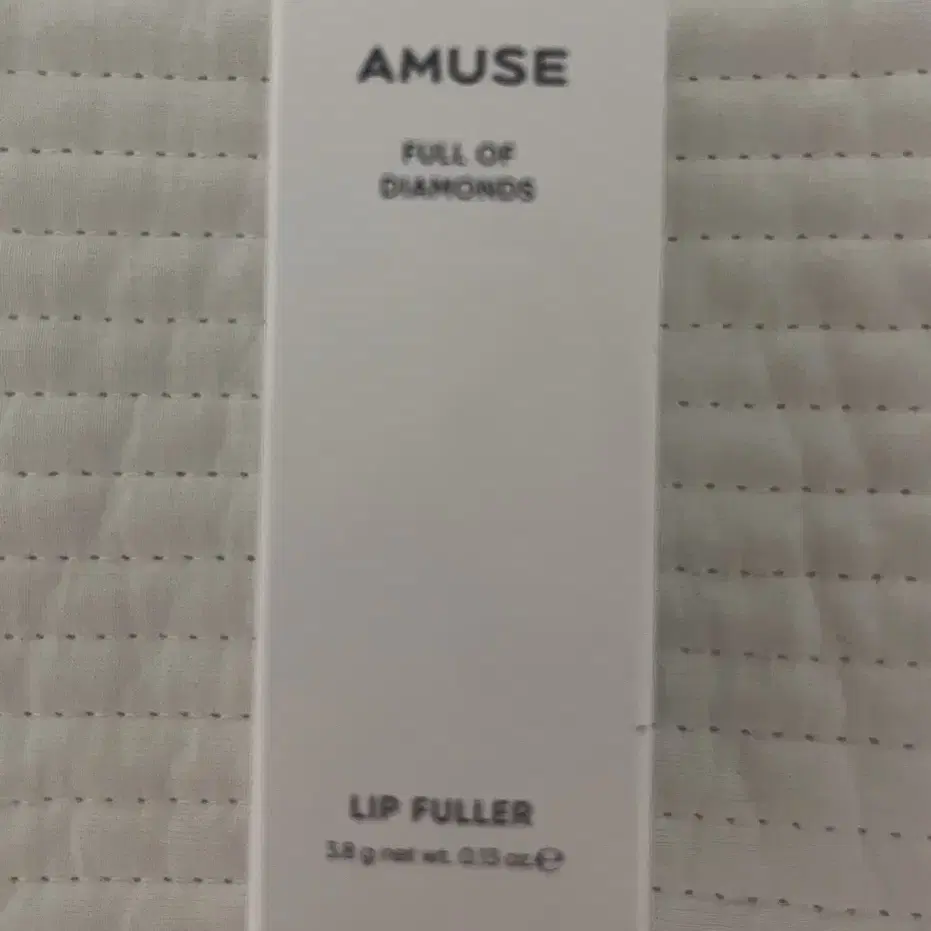 AMUSE
FULL OF
DIAMONDS
LIP FULLER
3.8 g net wt. 0.13 oz. ℮